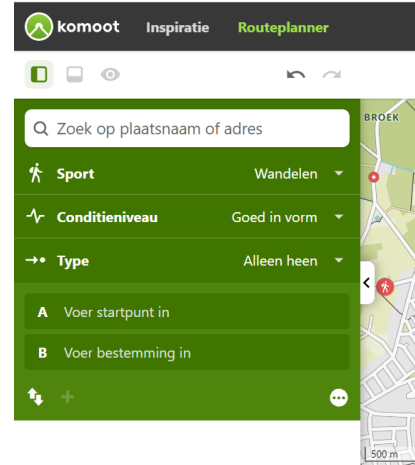 komoot Inspiratie Routeplanner
BROEK
Zoek op plaatsnaam of adres
Sport Wandelen
Conditieniveau Goed in vorm
Type Alleen heen
A Voer startpunt in
B Voer bestemming in
500 m